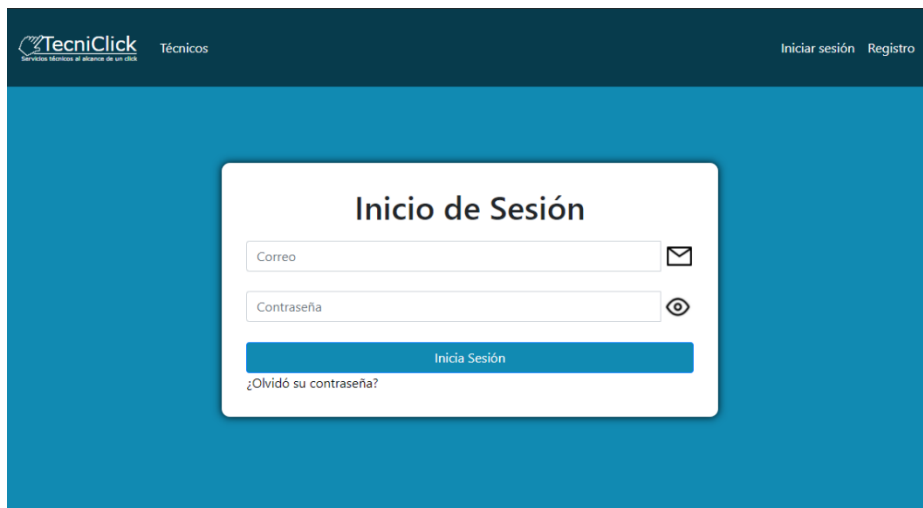 TecniClick
Servicios técnicos al alcance de un click
Técnicos
Iniciar sesión
Registro
Inicio de Sesión
Correo
Contraseña
Inicia Sesión
¿Olvidó su contraseña?